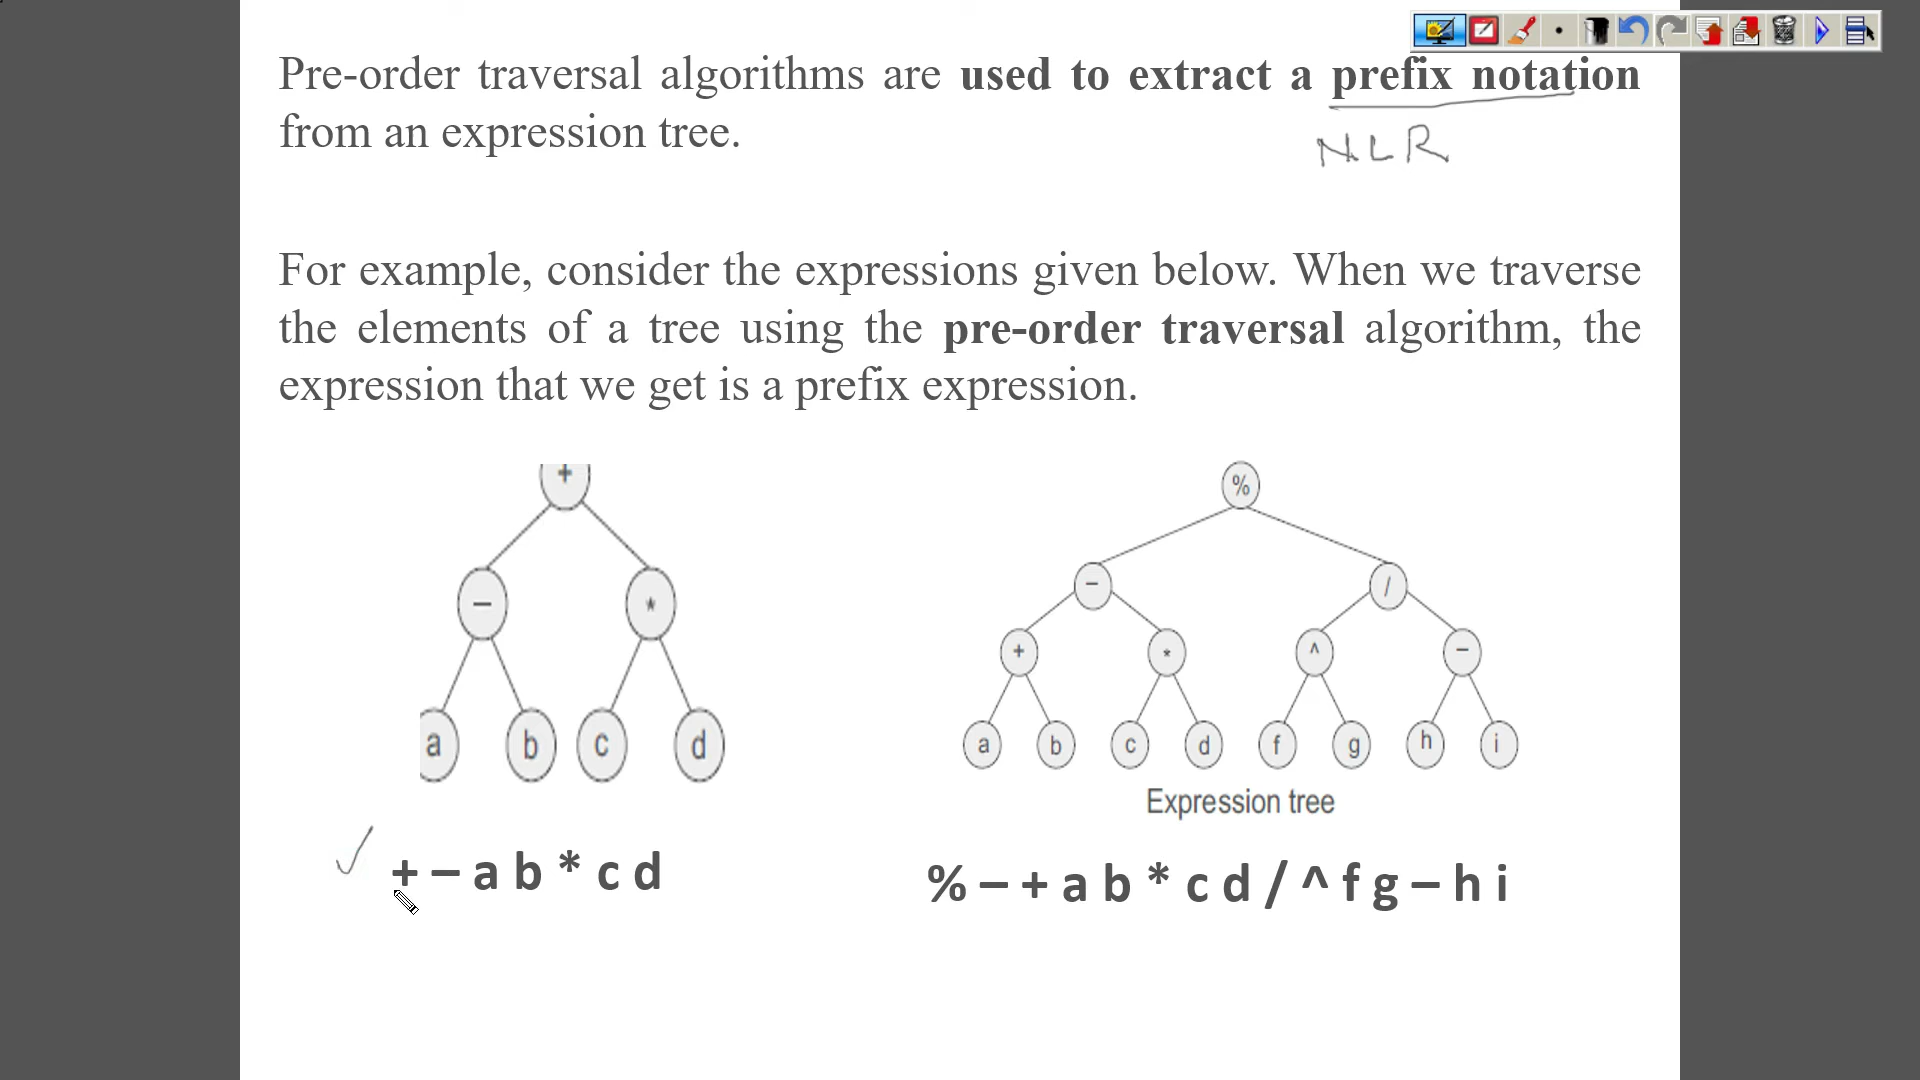 Pre-order traversal algorithms are used to extract a prefix notation
from an expression tree.
NLR
For example, consider the expressions given below. When we traverse
the elements of a tree using the pre-order traversal algorithm, the
expression that we get is a prefix expression.
+
– *
a b c d
%
– /
+ * ^ –
a b c d f g h i
Expression tree
+ – a b * c d
% – + a b * c d / ^ f g – h i